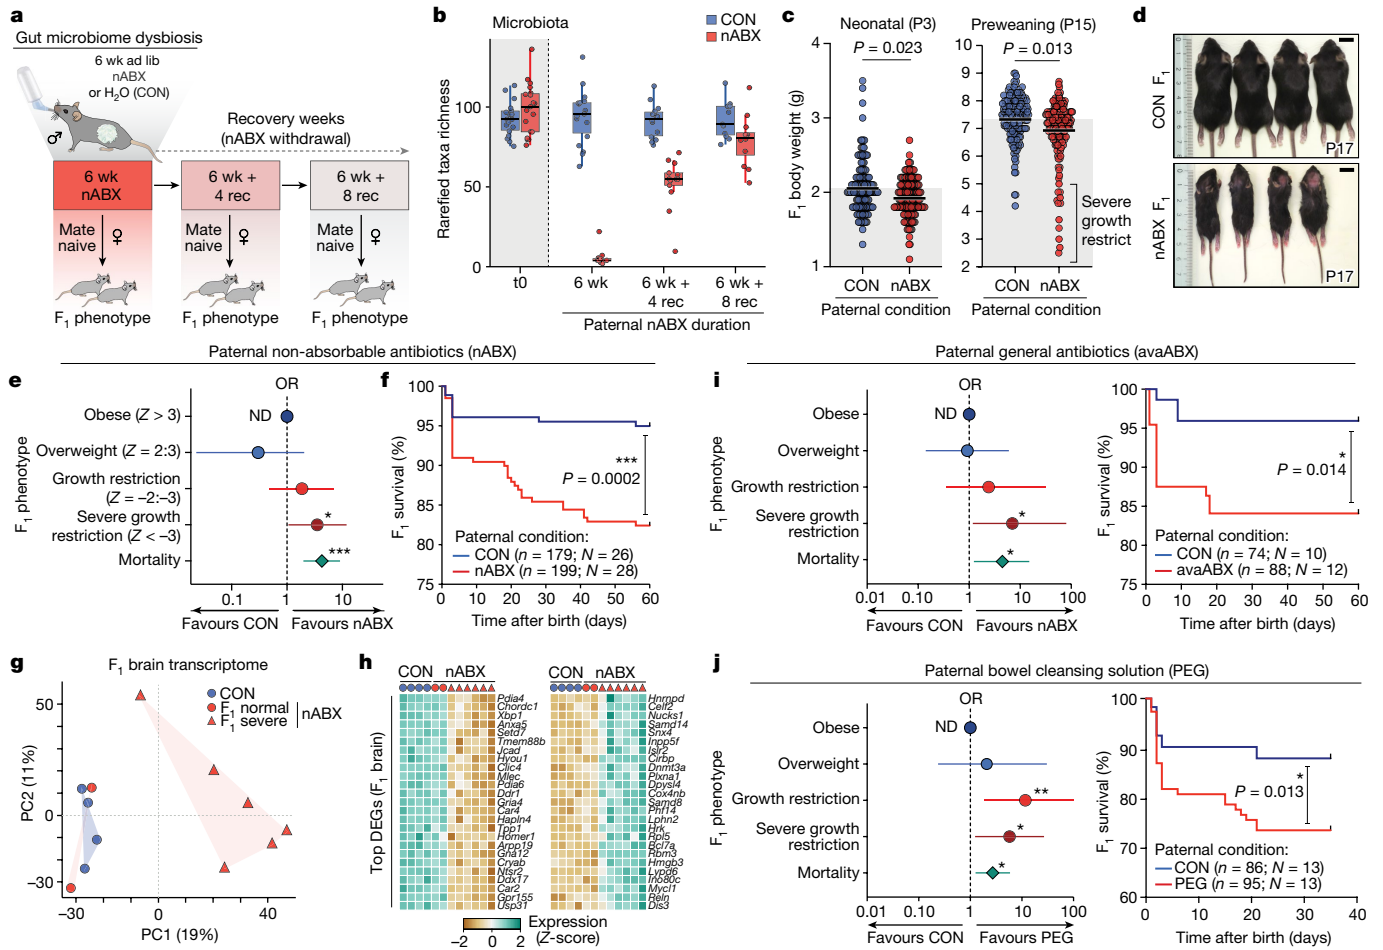 a
Gut microbiome dysbiosis
6 wk ad lib
nABX
or H₂O (CON)
♂
Recovery weeks
(nABX withdrawal)
6 wk
nABX
6 wk +
4 rec
6 wk +
8 rec
Mate
naive
♀
Mate
naive
♀
Mate
naive
♀
F₁ phenotype
F₁ phenotype
F₁ phenotype
b
Microbiota
CON
nABX
Rarefied taxa richness
100
50
0
t0
6 wk
6 wk +
4 rec
6 wk +
8 rec
Paternal nABX duration
c
Neonatal (P3)
P = 0.023
F₁ body weight (g)
4
3
2
1
CON
nABX
Paternal condition
Preweaning (P15)
P = 0.013
10
9
8
7
6
5
4
3
2
Severe
growth
restrict
CON
nABX
Paternal condition
d
CON F₁
P17
nABX F₁
P17
Paternal non-absorbable antibiotics (nABX)
e
OR
F₁ phenotype
Obese (Z > 3)
ND
Overweight (Z = 2:3)
Growth restriction
(Z = −2:−3)
Severe growth
restriction (Z < −3)
*
Mortality
***
0.1
1
10
Favours CON
Favours nABX
f
F₁ survival (%)
100
95
90
85
80
75
***
P = 0.0002
Paternal condition:
CON (n = 179; N = 26)
nABX (n = 199; N = 28)
0
10
20
30
40
50
60
Time after birth (days)
Paternal general antibiotics (avaABX)
i
OR
F₁ phenotype
Obese
ND
Overweight
Growth restriction
Severe growth
restriction
*
Mortality
*
0.01
0.1
1
10
100
Favours CON
Favours nABX
F₁ survival (%)
100
95
90
85
80
75
*
P = 0.014
Paternal condition:
CON (n = 74; N = 10)
avaABX (n = 88; N = 12)
0
10
20
30
40
50
60
Time after birth (days)
g
F₁ brain transcriptome
CON
F₁ normal
F₁ severe
nABX
PC2 (11%)
50
0
−30
−30
0
40
PC1 (19%)
h
CON
nABX
CON
nABX
Top DEGs (F₁ brain)
Pdia4
Chordc1
Xbp1
Anxa5
Setd7
Tmem88b
Jcad
Hyou1
Clic4
Mlec
Pdia6
Ddr1
Gria4
Car4
Hapln4
Tpp1
Homer1
Arpp19
Gna12
Cryab
Ntsr2
Ddx17
Car2
Gpr155
Usp31
Hnrnpd
Celf2
Nucks1
Samd14
Snx4
Inpp5f
Islr2
Cirbp
Dnmt3a
Plxna1
Dpysl4
Cox4nb
Samd8
Phf14
Lphn2
Hrk
Rpl5
Bcl7a
Rbm3
Hmgb3
Lypd6
Ino80c
Mycl1
Reln
Dis3
−2
0
2
Expression
(Z-score)
j
Paternal bowel cleansing solution (PEG)
OR
F₁ phenotype
Obese
ND
Overweight
Growth restriction
**
Severe growth
restriction
*
Mortality
*
0.01
0.1
1
10
100
Favours CON
Favours PEG
F₁ survival (%)
100
90
80
70
60
*
P = 0.013
Paternal condition:
CON (n = 86; N = 13)
PEG (n = 95; N = 13)
0
10
20
30
40
Time after birth (days)